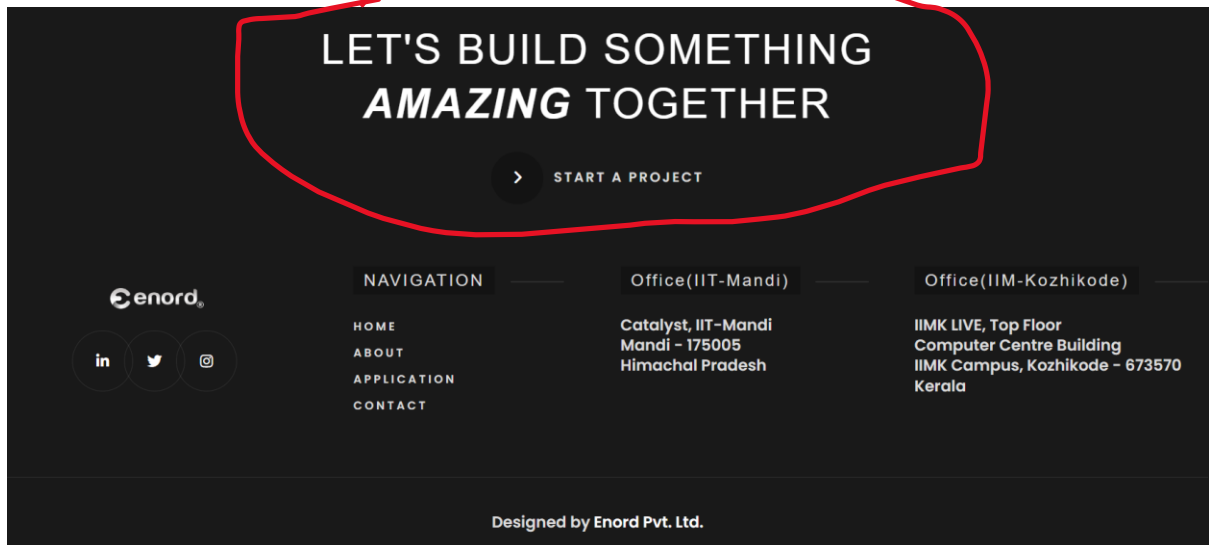 LET'S BUILD SOMETHING
AMAZING TOGETHER
START A PROJECT
enord®
in
NAVIGATION
HOME
ABOUT
APPLICATION
CONTACT
Office(IIT-Mandi)
Catalyst, IIT-Mandi
Mandi - 175005
Himachal Pradesh
Office(IIM-Kozhikode)
IIMK LIVE, Top Floor
Computer Centre Building
IIMK Campus, Kozhikode - 673570
Kerala
Designed by Enord Pvt. Ltd.